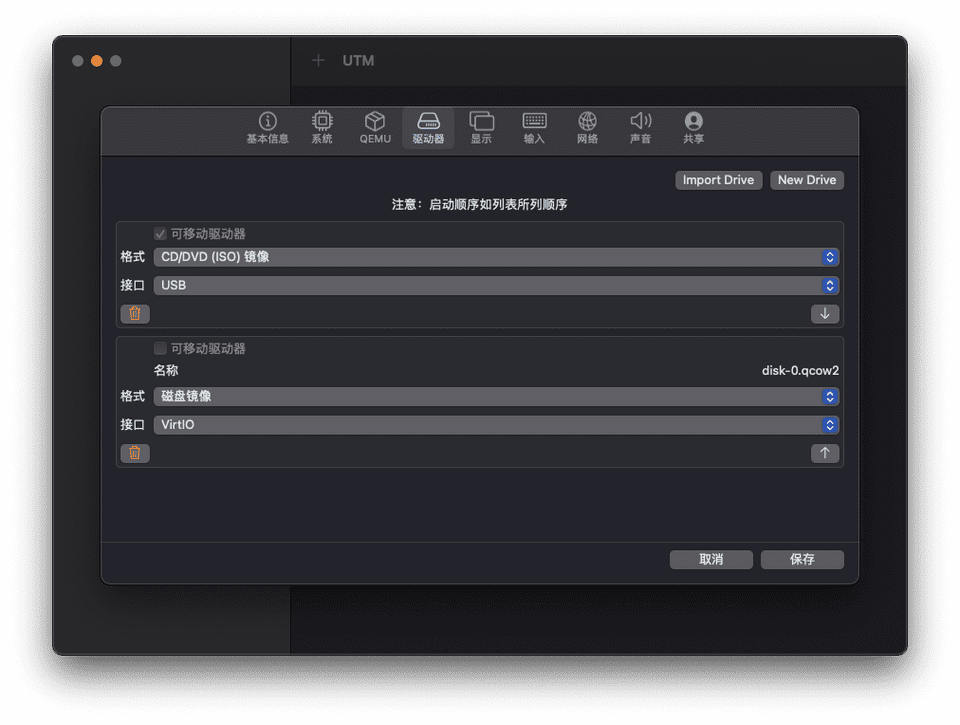 UTM
基本信息 系统 QEMU 驱动器 显示 输入 网络 声音 共享
Import Drive New Drive
注意：启动顺序如列表所列顺序
可移动驱动器
格式 CD/DVD (ISO) 镜像
接口 USB
可移动驱动器
名称 disk-0.qcow2
格式 磁盘镜像
接口 VirtIO
取消 保存